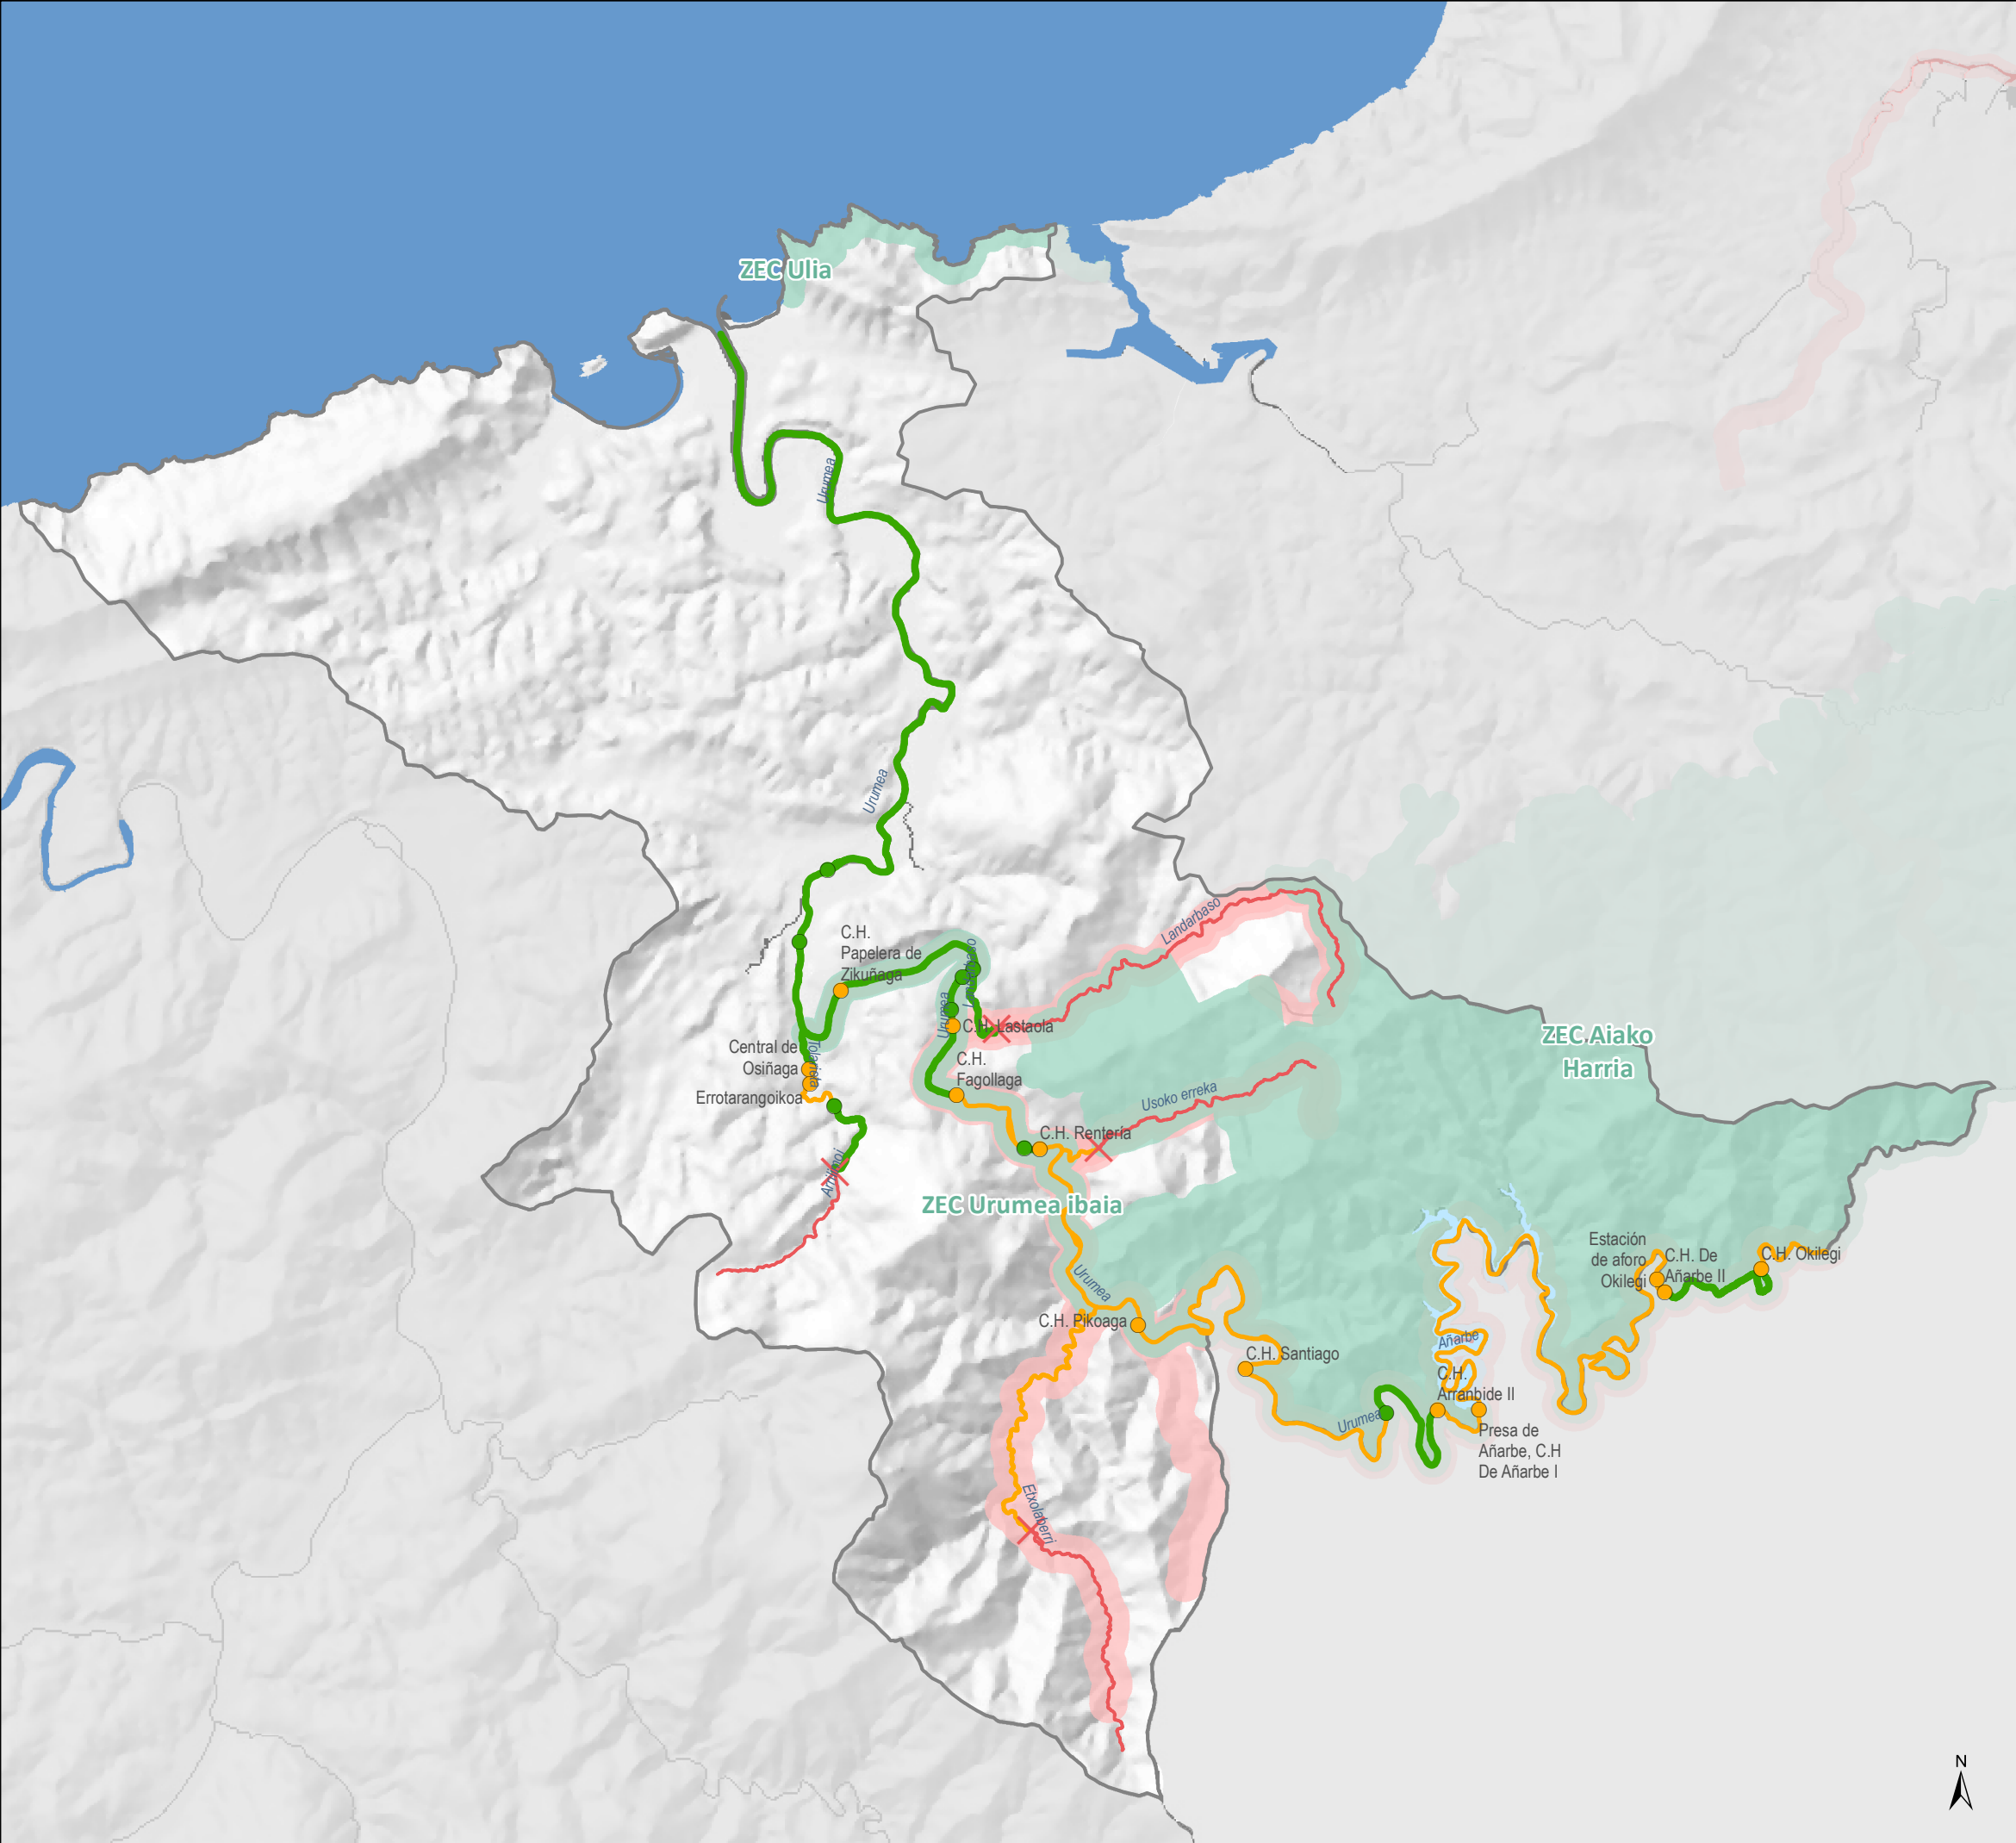 ZEC Ulia
Urumea
Urumea
Landarbaso
C.H.
Papelera de
Zikuñaga
Landarbaso
Urumea
C.H. Lastaola
ZEC Aiako
Harria
Central de
Osiñaga
Errotarangoikoa
C.H.
Fagollaga
Usoko erreka
C.H. Rentería
ZEC Urumea ibaia
Urumea
C.H. Pikoaga
C.H. Santiago
Estación
de aforo
Okilegi
C.H. De
Añarbe II
C.H. Okilegi
Añarbe
C.H.
Arranbide II
Urumea
Presa de
Añarbe, C.H
De Añarbe I
Etxolaberri
N